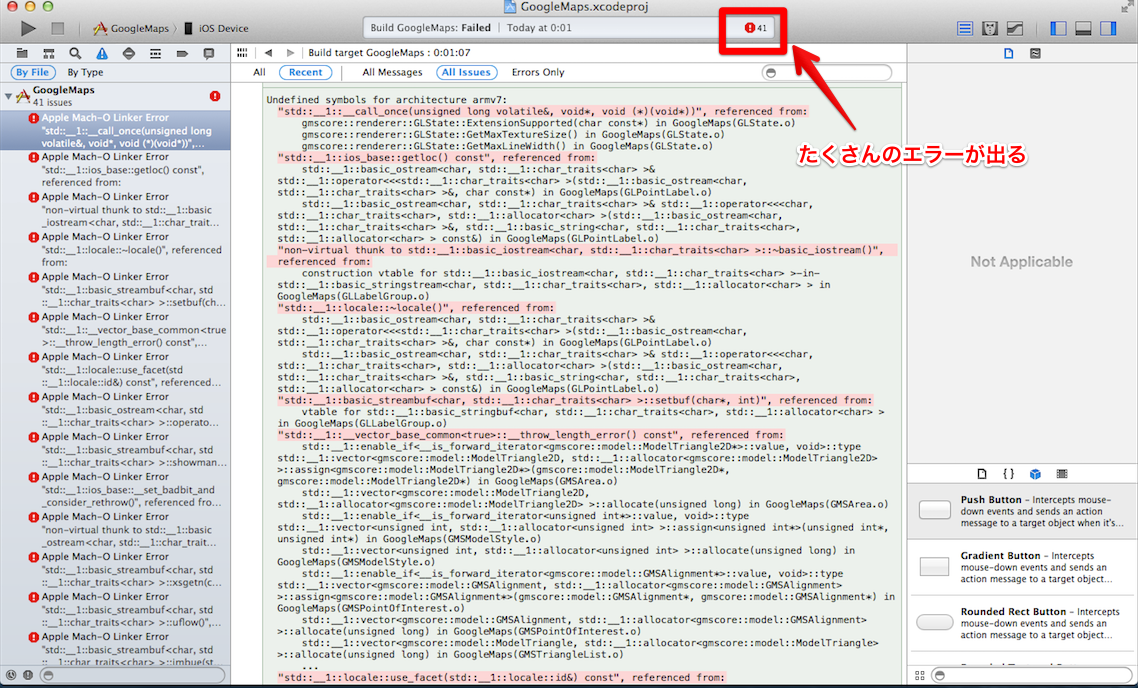 GoogleMaps.xcodeproj
GoogleMaps
iOS Device
Build GoogleMaps: Failed
Today at 0:01
41
Build target GoogleMaps : 0:01:07
By File
By Type
All
Recent
All Messages
All Issues
Errors Only
GoogleMaps
41 issues
Apple Mach-O Linker Error
"std::__1::__call_once(unsigned long
volatile&, void*, void (*)(void*))",...
Apple Mach-O Linker Error
"std::__1::ios_base::getloc() const",
referenced from:
Apple Mach-O Linker Error
"non-virtual thunk to std::__1::basic
_iostream<char, std::__1::char_trait...
Apple Mach-O Linker Error
"std::__1::locale::~locale()", referenced
from:
Apple Mach-O Linker Error
"std::__1::basic_streambuf<char, std
::__1::char_traits<char> >::setbuf(ch...
Apple Mach-O Linker Error
"std::__1::__vector_base_common<true
>::__throw_length_error() const",...
Apple Mach-O Linker Error
"std::__1::locale::use_facet(std
::__1::locale::id&) const", referenced...
Apple Mach-O Linker Error
"std::__1::basic_ostream<char, std
::__1::char_traits<char> >::operato...
Apple Mach-O Linker Error
"std::__1::basic_streambuf<char, std
::__1::char_traits<char> >::showman...
Apple Mach-O Linker Error
"std::__1::ios_base::__set_badbit_and
_consider_rethrow()", referenced fro...
Apple Mach-O Linker Error
"non-virtual thunk to std::__1::basic
_ostream<char, std::__1::char_trait...
Apple Mach-O Linker Error
"std::__1::basic_streambuf<char, std
::__1::char_traits<char> >::xsgetn(c...
Apple Mach-O Linker Error
"std::__1::basic_streambuf<char, std
::__1::char_traits<char> >::uflow()",...
Apple Mach-O Linker Error
"std::__1::basic_streambuf<char, std
::__1::char_traits<char> >::imbue(st...
Undefined symbols for architecture armv7:
"std::__1::__call_once(unsigned long volatile&, void*, void (*)(void*))", referenced from:
gmscore::renderer::GLState::ExtensionSupported(char const*) in GoogleMaps(GLState.o)
gmscore::renderer::GLState::GetMaxTextureSize() in GoogleMaps(GLState.o)
gmscore::renderer::GLState::GetMaxLineWidth() in GoogleMaps(GLState.o)
"std::__1::ios_base::getloc() const", referenced from:
std::__1::basic_ostream<char, std::__1::char_traits<char> >&
std::__1::operator<<<std::__1::char_traits<char> >(std::__1::basic_ostream<char,
std::__1::char_traits<char> >&, char const*) in GoogleMaps(GLPointLabel.o)
std::__1::basic_ostream<char, std::__1::char_traits<char> >& std::__1::operator<<<char,
std::__1::char_traits<char>, std::__1::allocator<char> >(std::__1::basic_ostream<char,
std::__1::char_traits<char> >&, std::__1::basic_string<char, std::__1::char_traits<char>,
std::__1::allocator<char> > const&) in GoogleMaps(GLPointLabel.o)
"non-virtual thunk to std::__1::basic_iostream<char, std::__1::char_traits<char> >::~basic_iostream()",
referenced from:
construction vtable for std::__1::basic_iostream<char, std::__1::char_traits<char> >-in-
std::__1::basic_stringstream<char, std::__1::char_traits<char>, std::__1::allocator<char> > in
GoogleMaps(GLLabelGroup.o)
"std::__1::locale::~locale()", referenced from:
std::__1::basic_ostream<char, std::__1::char_traits<char> >&
std::__1::operator<<<std::__1::char_traits<char> >(std::__1::basic_ostream<char,
std::__1::char_traits<char> >&, char const*) in GoogleMaps(GLPointLabel.o)
std::__1::basic_ostream<char, std::__1::char_traits<char> >& std::__1::operator<<<char,
std::__1::char_traits<char>, std::__1::allocator<char> >(std::__1::basic_ostream<char,
std::__1::char_traits<char> >&, std::__1::basic_string<char, std::__1::char_traits<char>,
std::__1::allocator<char> > const&) in GoogleMaps(GLPointLabel.o)
"std::__1::basic_streambuf<char, std::__1::char_traits<char> >::setbuf(char*, int)", referenced from:
vtable for std::__1::basic_stringbuf<char, std::__1::char_traits<char>, std::__1::allocator<char> >
in GoogleMaps(GLLabelGroup.o)
"std::__1::__vector_base_common<true>::__throw_length_error() const", referenced from:
std::__1::enable_if<__is_forward_iterator<gmscore::model::ModelTriangle2D*>::value, void>::type
std::__1::vector<gmscore::model::ModelTriangle2D, std::__1::allocator<gmscore::model::ModelTriangle2D>
>::assign<gmscore::model::ModelTriangle2D*>(gmscore::model::ModelTriangle2D*,
gmscore::model::ModelTriangle2D*) in GoogleMaps(GMSArea.o)
std::__1::vector<gmscore::model::ModelTriangle2D,
std::__1::allocator<gmscore::model::ModelTriangle2D> >::allocate(unsigned long) in GoogleMaps(GMSArea.o)
std::__1::enable_if<__is_forward_iterator<unsigned int*>::value, void>::type
std::__1::vector<unsigned int, std::__1::allocator<unsigned int> >::assign<unsigned int*>(unsigned int*,
unsigned int*) in GoogleMaps(GMSModelStyle.o)
std::__1::vector<unsigned int, std::__1::allocator<unsigned int> >::allocate(unsigned long) in
GoogleMaps(GMSModelStyle.o)
std::__1::enable_if<__is_forward_iterator<gmscore::model::GMSAlignment*>::value, void>::type
std::__1::vector<gmscore::model::GMSAlignment, std::__1::allocator<gmscore::model::GMSAlignment>
>::assign<gmscore::model::GMSAlignment*>(gmscore::model::GMSAlignment*, gmscore::model::GMSAlignment*) in
GoogleMaps(GMSPointOfInterest.o)
std::__1::vector<gmscore::model::GMSAlignment, std::__1::allocator<gmscore::model::GMSAlignment>
>::allocate(unsigned long) in GoogleMaps(GMSPointOfInterest.o)
std::__1::vector<gmscore::model::ModelTriangle, std::__1::allocator<gmscore::model::ModelTriangle>
>::allocate(unsigned long) in GoogleMaps(GMSTriangleList.o)
...
"std::__1::locale::use_facet(std::__1::locale::id&) const", referenced from:
たくさんのエラーが出る
Not Applicable
Push Button - Intercepts mouse-
down events and sends an action
message to a target object when it's...
Gradient Button - Intercepts
mouse-down events and sends an
action message to a target object...
Rounded Rect Button - Intercepts
mouse-down events and sends an
action message to a target object...